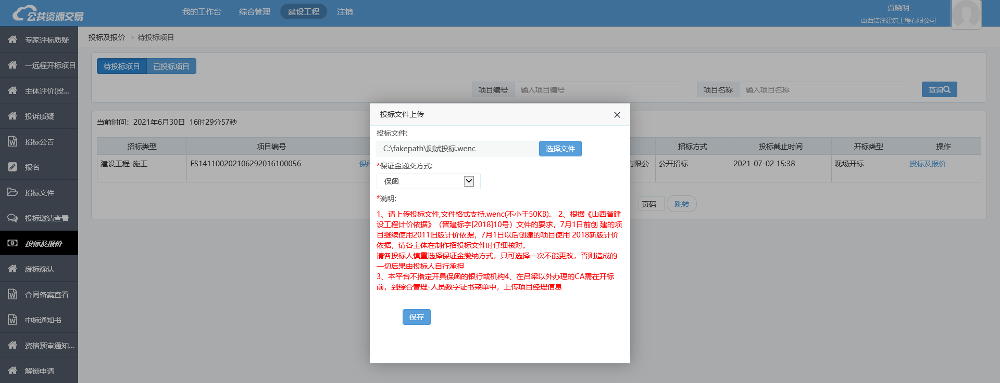 公共资源交易
我的工作台 综合管理 建设工程 注销
贾晓明
山西浩洋建筑工程有限公司
专家评标质疑
—远程开标项目
主体评价(投...
投诉质疑
招标公告
报名
招标文件
投标邀请查看
投标及报价
废标确认
合同备案查看
中标通知书
资格预审通知...
解锁申请
投标及报价 > 待投标项目
待投标项目 已投标项目
项目编号 输入项目编号 项目名称 输入项目名称 查询
当前时间：2021年6月30日 16时29分57秒
招标类型 项目编号 招标方式 投标截止时间 开标类型 操作
建设工程-施工 FS141100202106292016100056 保函 有限公 公开招标 2021-07-02 15:38 现场开标 投标及报价
页码 跳转
投标文件上传
投标文件:
C:\fakepath\测试投标.wenc 选择文件
*保证金递交方式:
保函
*说明:
1、请上传投标文件,文件格式支持.wenc(不小于50KB)。 2、根据《山西省建
设工程计价依据》（晋建标字[2018]10号）文件的要求，7月1日前创 建的项
目继续使用2011旧版计价依据，7月1日以后创建的项目使用 2018新版计价
依据，请各主体在制作招投标文件时仔细核对。
请各投标人慎重选择保证金缴纳方式，只可选择一次不能更改，否则造成的
一切后果由投标人自行承担
3、本平台不指定开具保函的银行或机构4、在吕梁以外办理的CA需在开标
前，到综合管理-人员数字证书菜单中，上传项目经理信息
保存